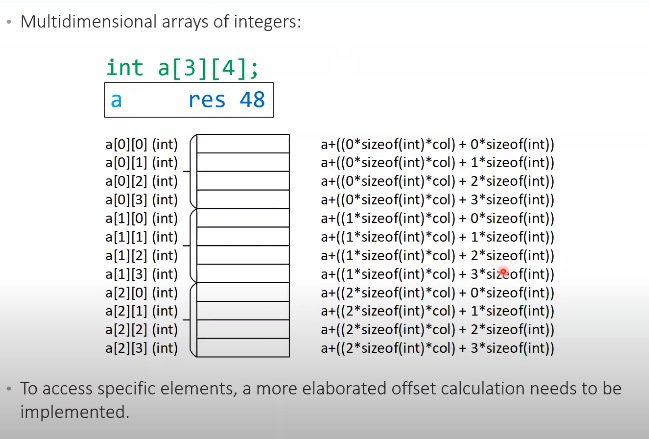 • Multidimensional arrays of integers:
int a[3][4];
a res 48
a[0][0] (int) a+((0*sizeof(int)*col) + 0*sizeof(int))
a[0][1] (int) a+((0*sizeof(int)*col) + 1*sizeof(int))
a[0][2] (int) a+((0*sizeof(int)*col) + 2*sizeof(int))
a[0][3] (int) a+((0*sizeof(int)*col) + 3*sizeof(int))
a[1][0] (int) a+((1*sizeof(int)*col) + 0*sizeof(int))
a[1][1] (int) a+((1*sizeof(int)*col) + 1*sizeof(int))
a[1][2] (int) a+((1*sizeof(int)*col) + 2*sizeof(int))
a[1][3] (int) a+((1*sizeof(int)*col) + 3*sizeof(int))
a[2][0] (int) a+((2*sizeof(int)*col) + 0*sizeof(int))
a[2][1] (int) a+((2*sizeof(int)*col) + 1*sizeof(int))
a[2][2] (int) a+((2*sizeof(int)*col) + 2*sizeof(int))
a[2][3] (int) a+((2*sizeof(int)*col) + 3*sizeof(int))
• To access specific elements, a more elaborated offset calculation needs to be
implemented.